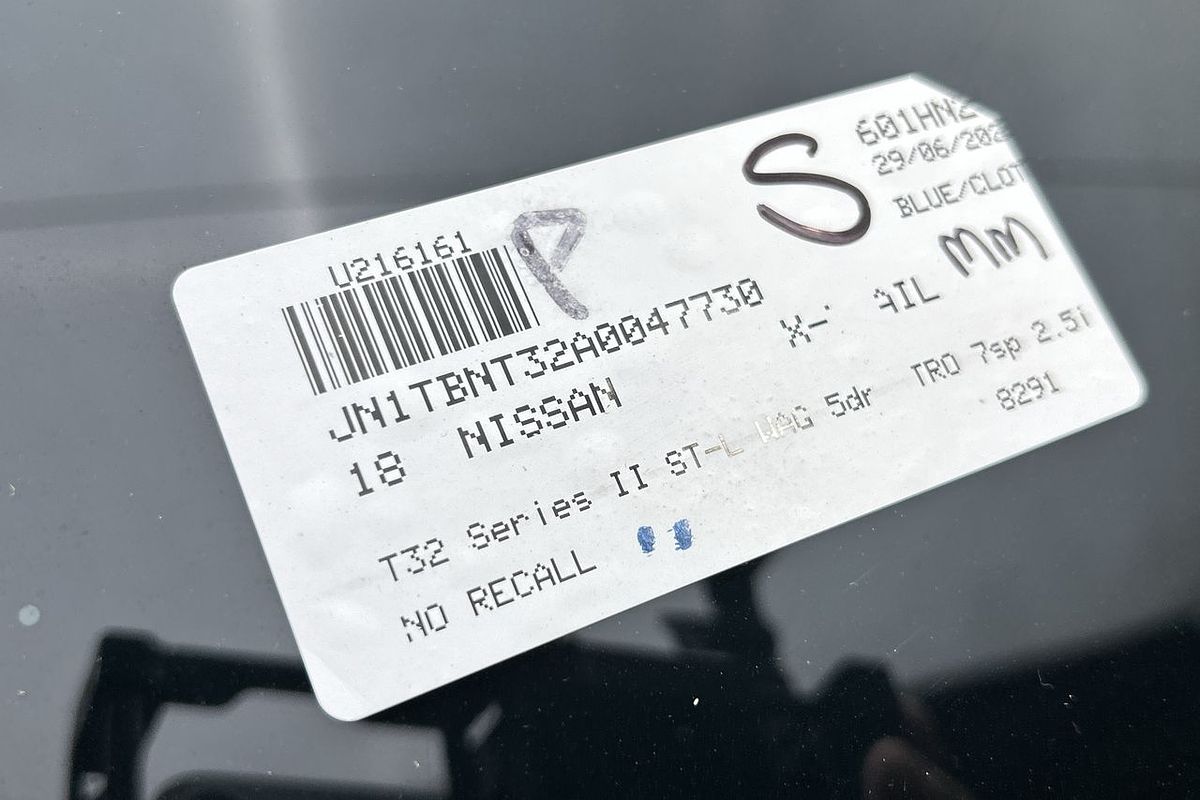 U216161 P S 601HN2
29/06/202
BLUE/CLOT
MM
JN1TBNT32A0047730
18 NISSAN X- AIL
T32 Series II ST-L WAG 5dr TRO 7sp 2.5i
NO RECALL 8291